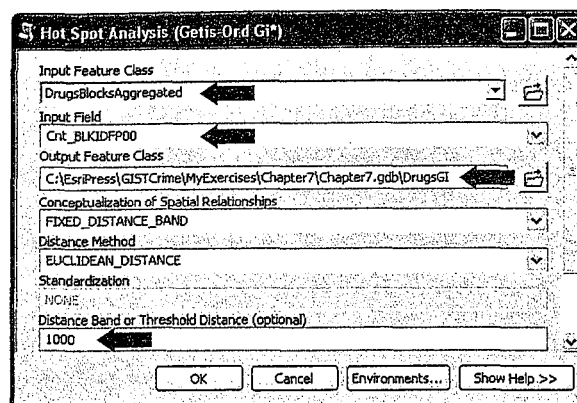 Hot Spot Analysis (Getis-Ord Gi*)
Input Feature Class
DrugsBlocksAggregated
Input Field
Cnt_BLKIDFP00
Output Feature Class
C:\EsriPress\GISTCrime\MyExercises\Chapter7\Chapter7.gdb\DrugsGI
Conceptualization of Spatial Relationships
FIXED_DISTANCE_BAND
Distance Method
EUCLIDEAN_DISTANCE
Standardization
NONE
Distance Band or Threshold Distance (optional)
1000
OK Cancel Environments... Show Help >>